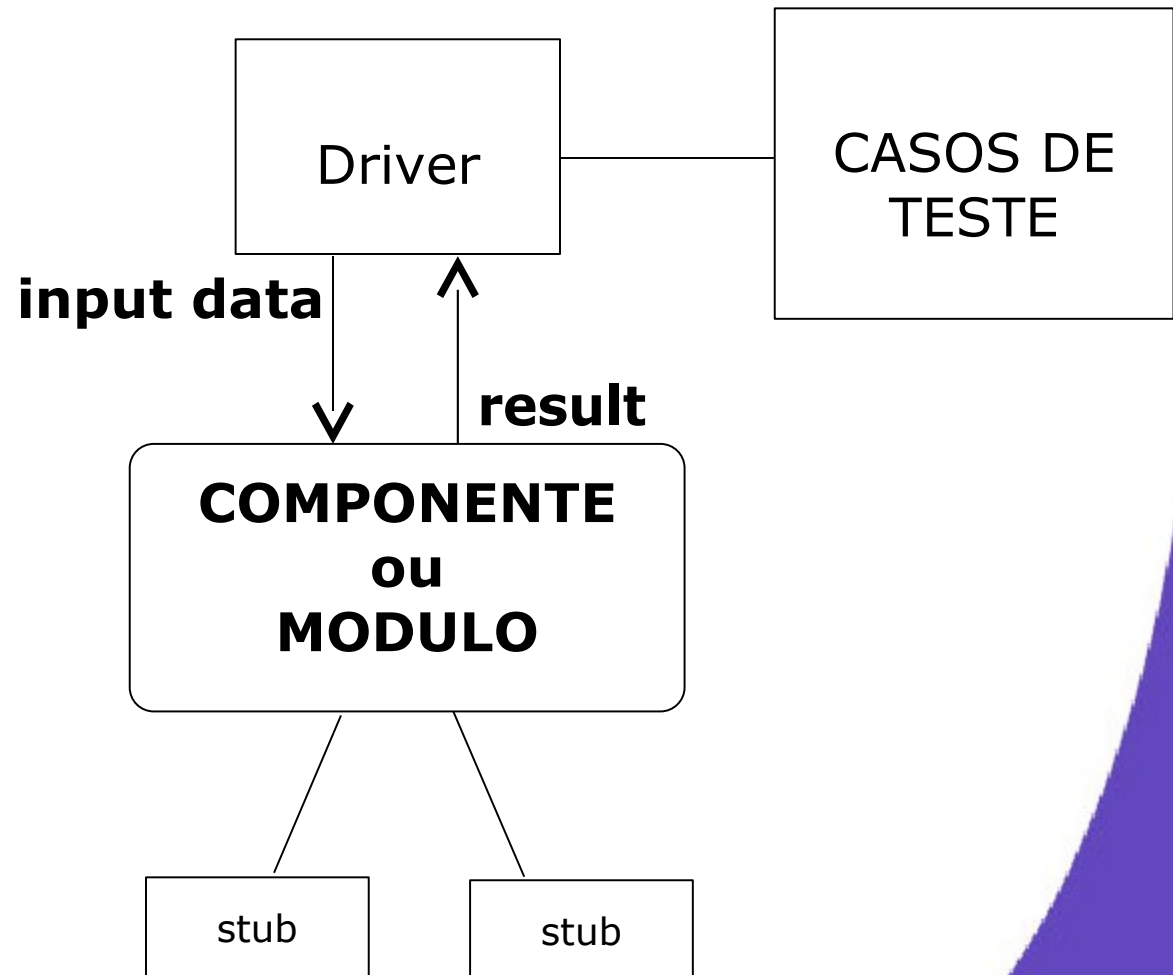 Driver
CASOS DE
TESTE
input data
result
COMPONENTE
ou
MODULO
stub
stub